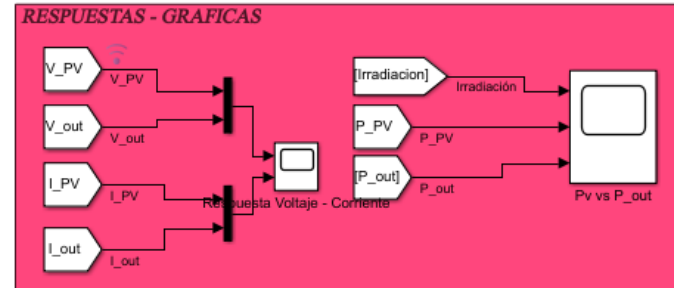 RESPUESTAS - GRAFICAS
V_PV
V_PV
V_out
V_out
I_PV
I_PV
I_out
I_out
Respuesta Voltaje - Corriente
[Irradiacion]
Irradiación
P_PV
P_PV
[P_out]
P_out
Pv vs P_out